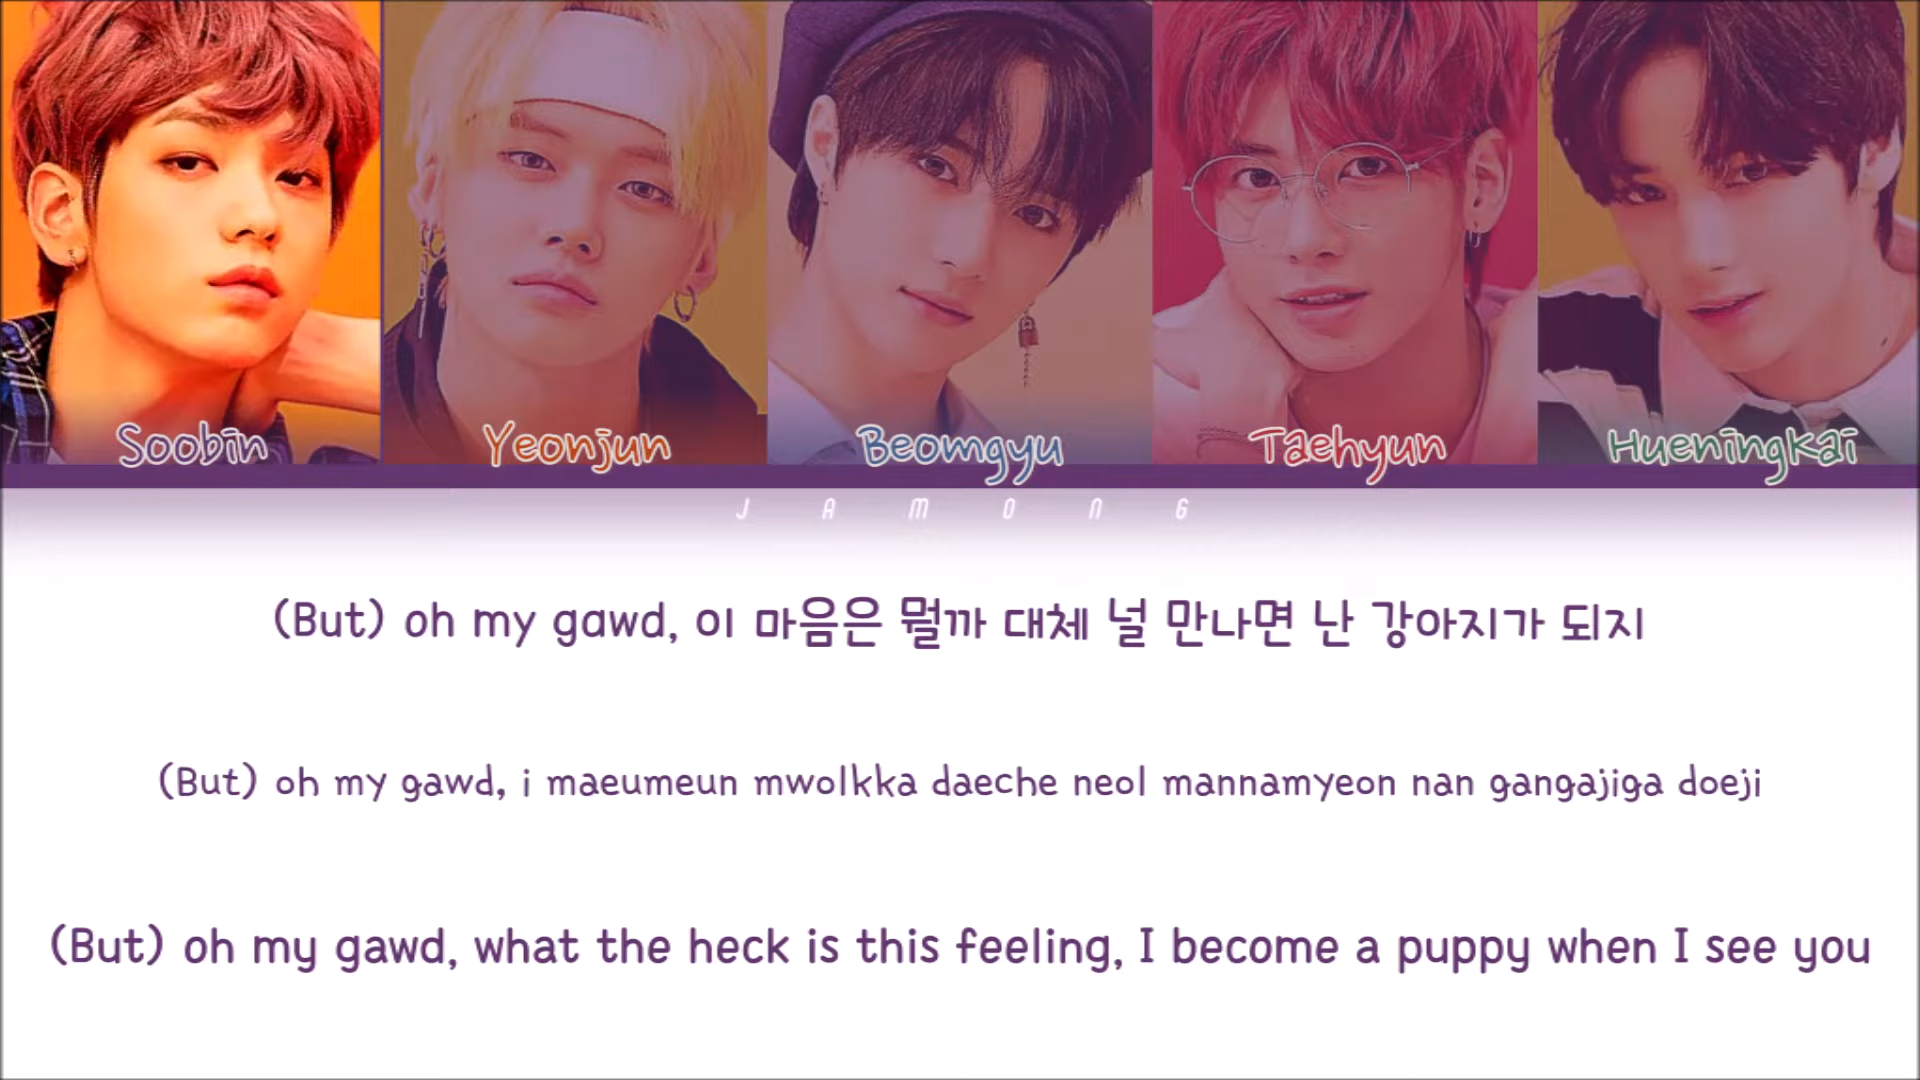 Soobin Yeonjun Beomgyu Taehyun HueningKai
JAMONG
(But) oh my gawd, 이 마음은 뭘까 대체 널 만나면 난 강아지가 되지
(But) oh my gawd, i maeumeun mwolkka daeche neol mannamyeon nan gangajiga doeji
(But) oh my gawd, what the heck is this feeling, I become a puppy when I see you